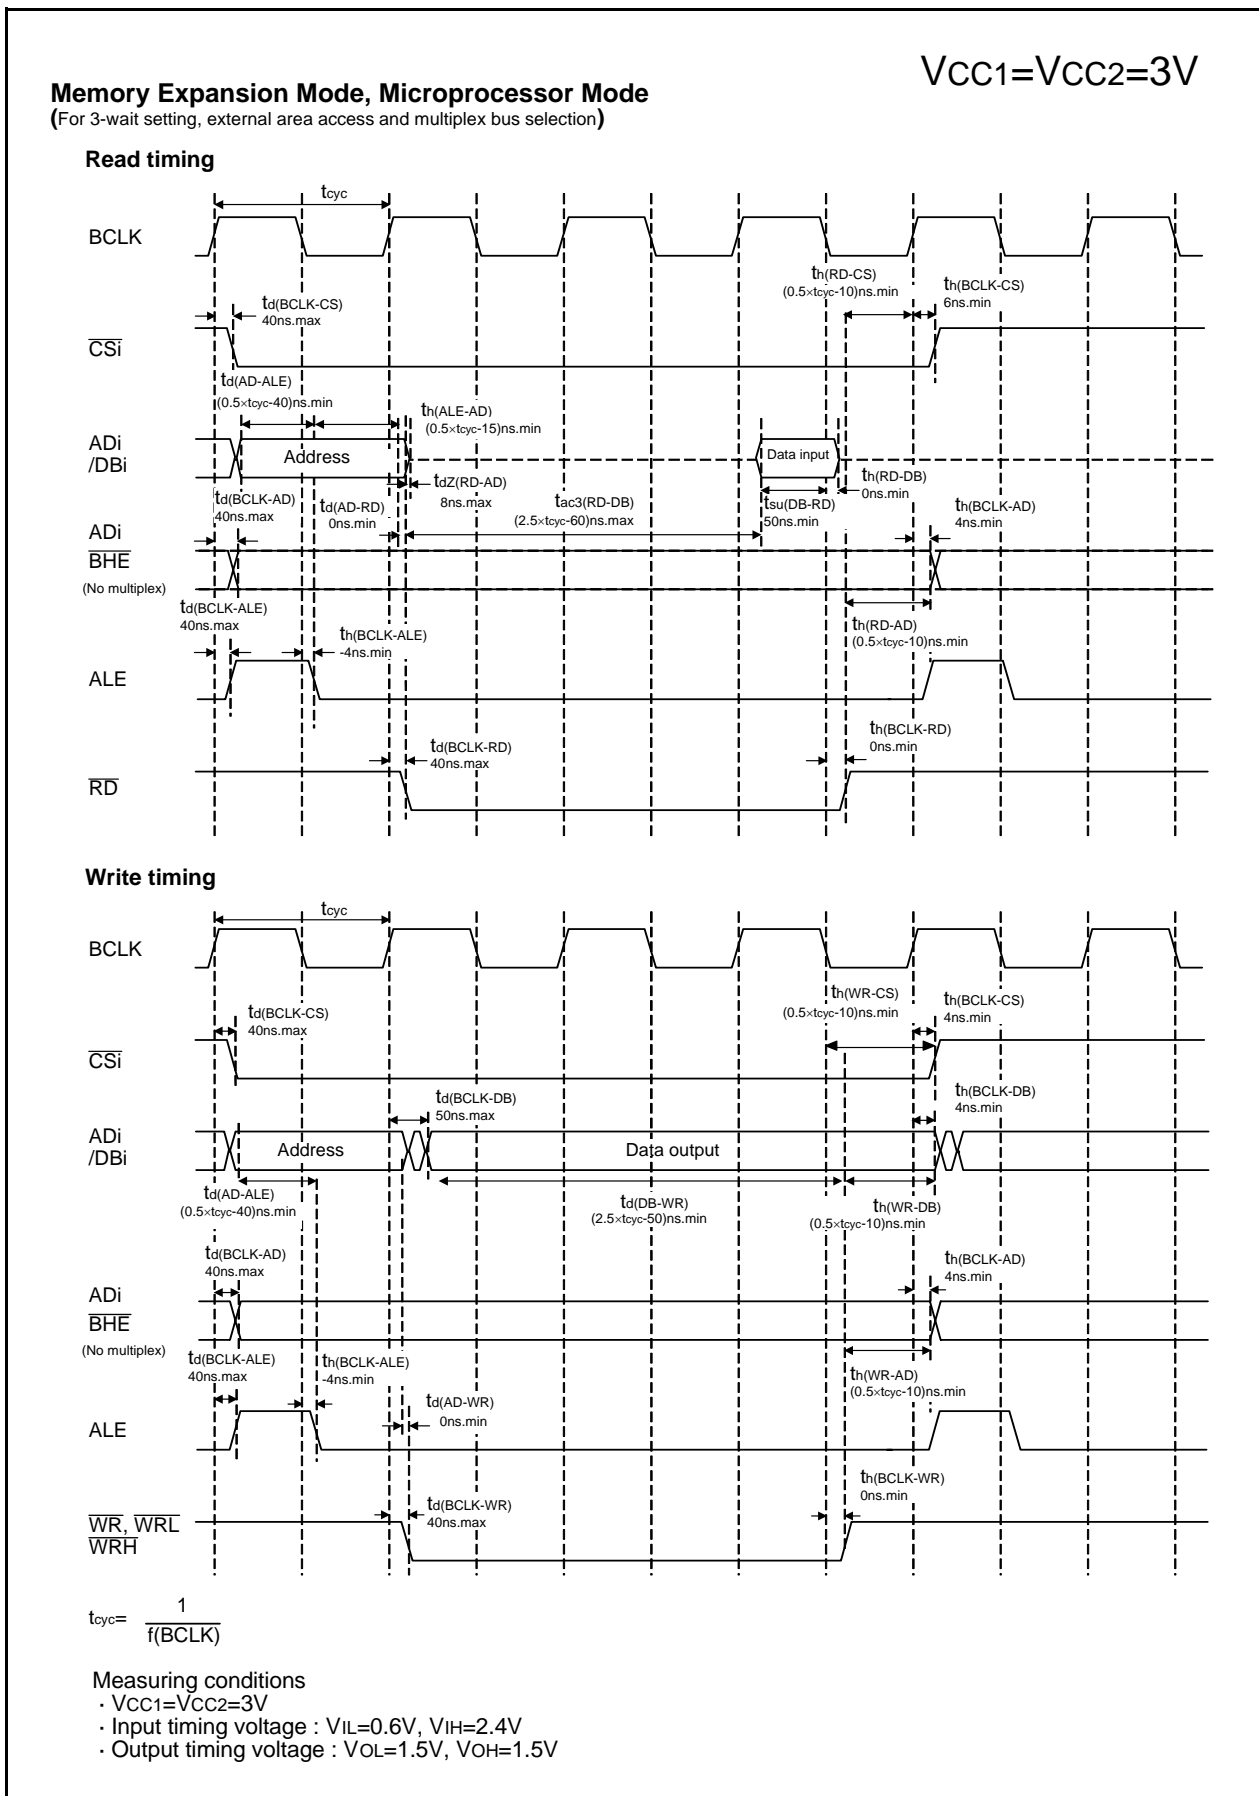 VCC1=VCC2=3V
Memory Expansion Mode, Microprocessor Mode
(For 3-wait setting, external area access and multiplex bus selection)
Read timing
tcyc
BCLK
th(RD-CS)
(0.5×tcyc-10)ns.min
th(BCLK-CS)
6ns.min
td(BCLK-CS)
40ns.max
CSi
td(AD-ALE)
(0.5×tcyc-40)ns.min
th(ALE-AD)
(0.5×tcyc-15)ns.min
ADi
/DBi
Address
Data input
td(BCLK-AD)
40ns.max
td(AD-RD)
0ns.min
tdZ(RD-AD)
8ns.max
tac3(RD-DB)
(2.5×tcyc-60)ns.max
tsu(DB-RD)
50ns.min
th(RD-DB)
0ns.min
th(BCLK-AD)
4ns.min
ADi
BHE
(No multiplex)
td(BCLK-ALE)
40ns.max
th(BCLK-ALE)
-4ns.min
th(RD-AD)
(0.5×tcyc-10)ns.min
ALE
td(BCLK-RD)
40ns.max
th(BCLK-RD)
0ns.min
RD
Write timing
tcyc
BCLK
th(WR-CS)
(0.5×tcyc-10)ns.min
th(BCLK-CS)
4ns.min
td(BCLK-CS)
40ns.max
CSi
td(BCLK-DB)
50ns.max
th(BCLK-DB)
4ns.min
ADi
/DBi
Address
Data output
td(AD-ALE)
(0.5×tcyc-40)ns.min
td(DB-WR)
(2.5×tcyc-50)ns.min
th(WR-DB)
(0.5×tcyc-10)ns.min
td(BCLK-AD)
40ns.max
th(BCLK-AD)
4ns.min
ADi
BHE
(No multiplex)
td(BCLK-ALE)
40ns.max
th(BCLK-ALE)
-4ns.min
td(AD-WR)
0ns.min
th(WR-AD)
(0.5×tcyc-10)ns.min
ALE
td(BCLK-WR)
40ns.max
th(BCLK-WR)
0ns.min
WR, WRL
WRH
tcyc= 1
f(BCLK)
Measuring conditions
· VCC1=VCC2=3V
· Input timing voltage : VIL=0.6V, VIH=2.4V
· Output timing voltage : VOL=1.5V, VOH=1.5V